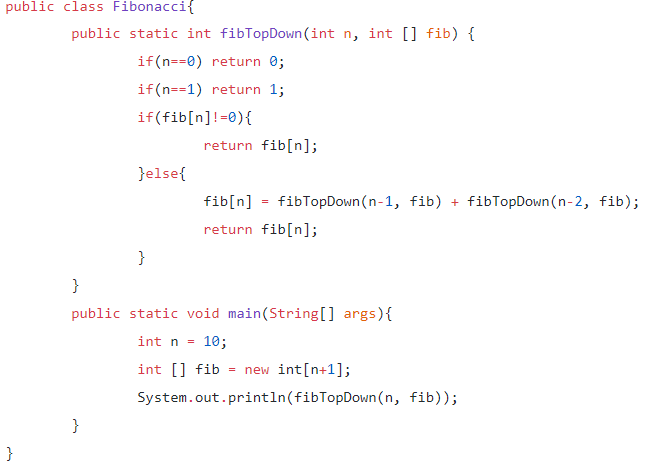 public class Fibonacci{
        public static int fibTopDown(int n, int [] fib) {
                if(n==0) return 0;
                if(n==1) return 1;
                if(fib[n]!=0){
                        return fib[n];
                }else{
                        fib[n] = fibTopDown(n-1, fib) + fibTopDown(n-2, fib);
                        return fib[n];
                }
        }
        public static void main(String[] args){
                int n = 10;
                int [] fib = new int[n+1];
                System.out.println(fibTopDown(n, fib));
        }
}